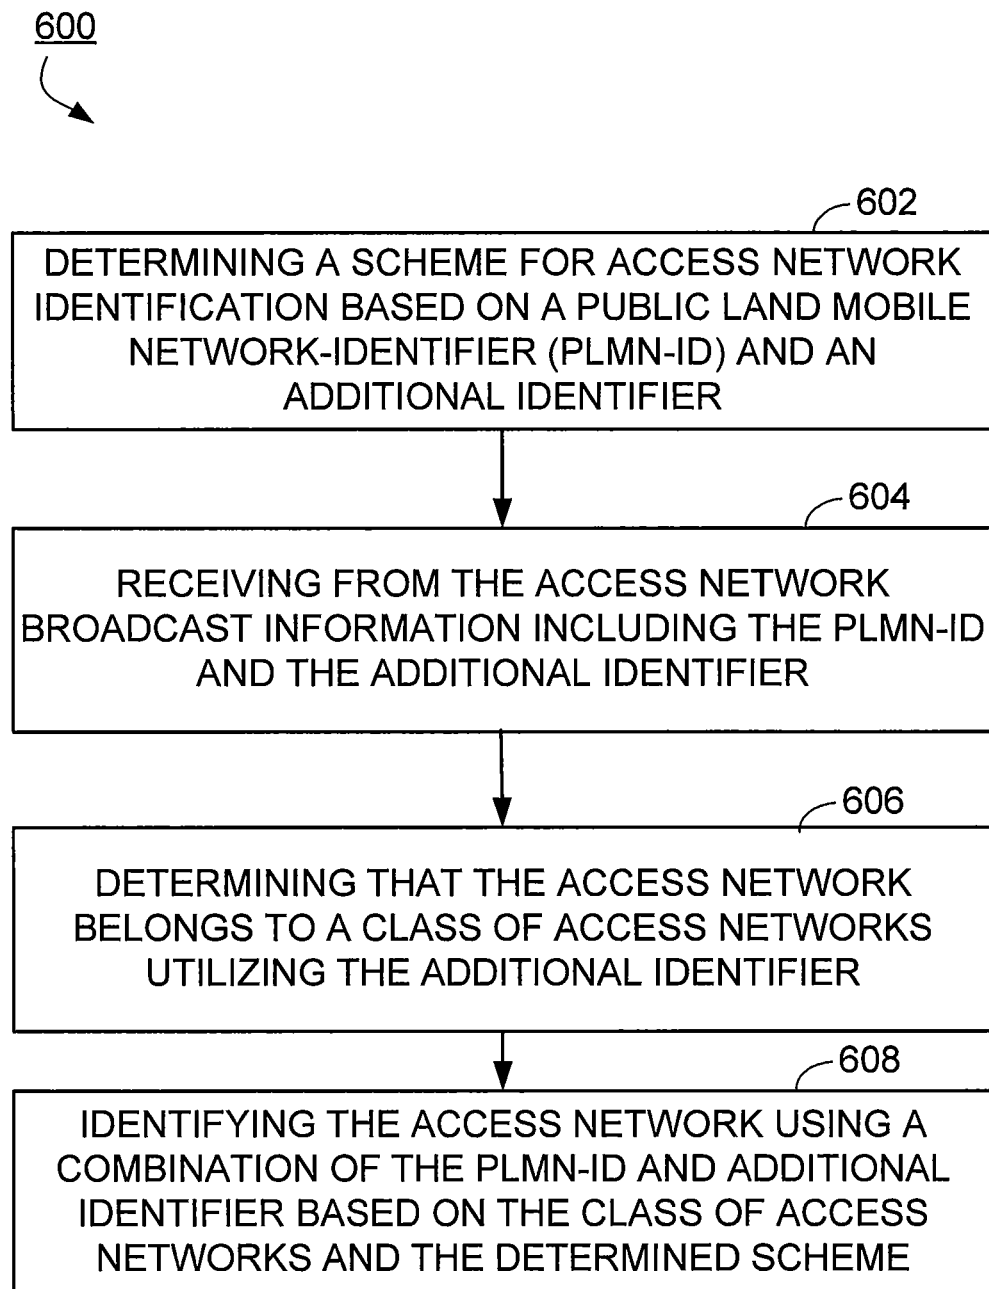 600
602
DETERMINING A SCHEME FOR ACCESS NETWORK
IDENTIFICATION BASED ON A PUBLIC LAND MOBILE
NETWORK-IDENTIFIER (PLMN-ID) AND AN
ADDITIONAL IDENTIFIER
604
RECEIVING FROM THE ACCESS NETWORK
BROADCAST INFORMATION INCLUDING THE PLMN-ID
AND THE ADDITIONAL IDENTIFIER
606
DETERMINING THAT THE ACCESS NETWORK
BELONGS TO A CLASS OF ACCESS NETWORKS
UTILIZING THE ADDITIONAL IDENTIFIER
608
IDENTIFYING THE ACCESS NETWORK USING A
COMBINATION OF THE PLMN-ID AND ADDITIONAL
IDENTIFIER BASED ON THE CLASS OF ACCESS
NETWORKS AND THE DETERMINED SCHEME